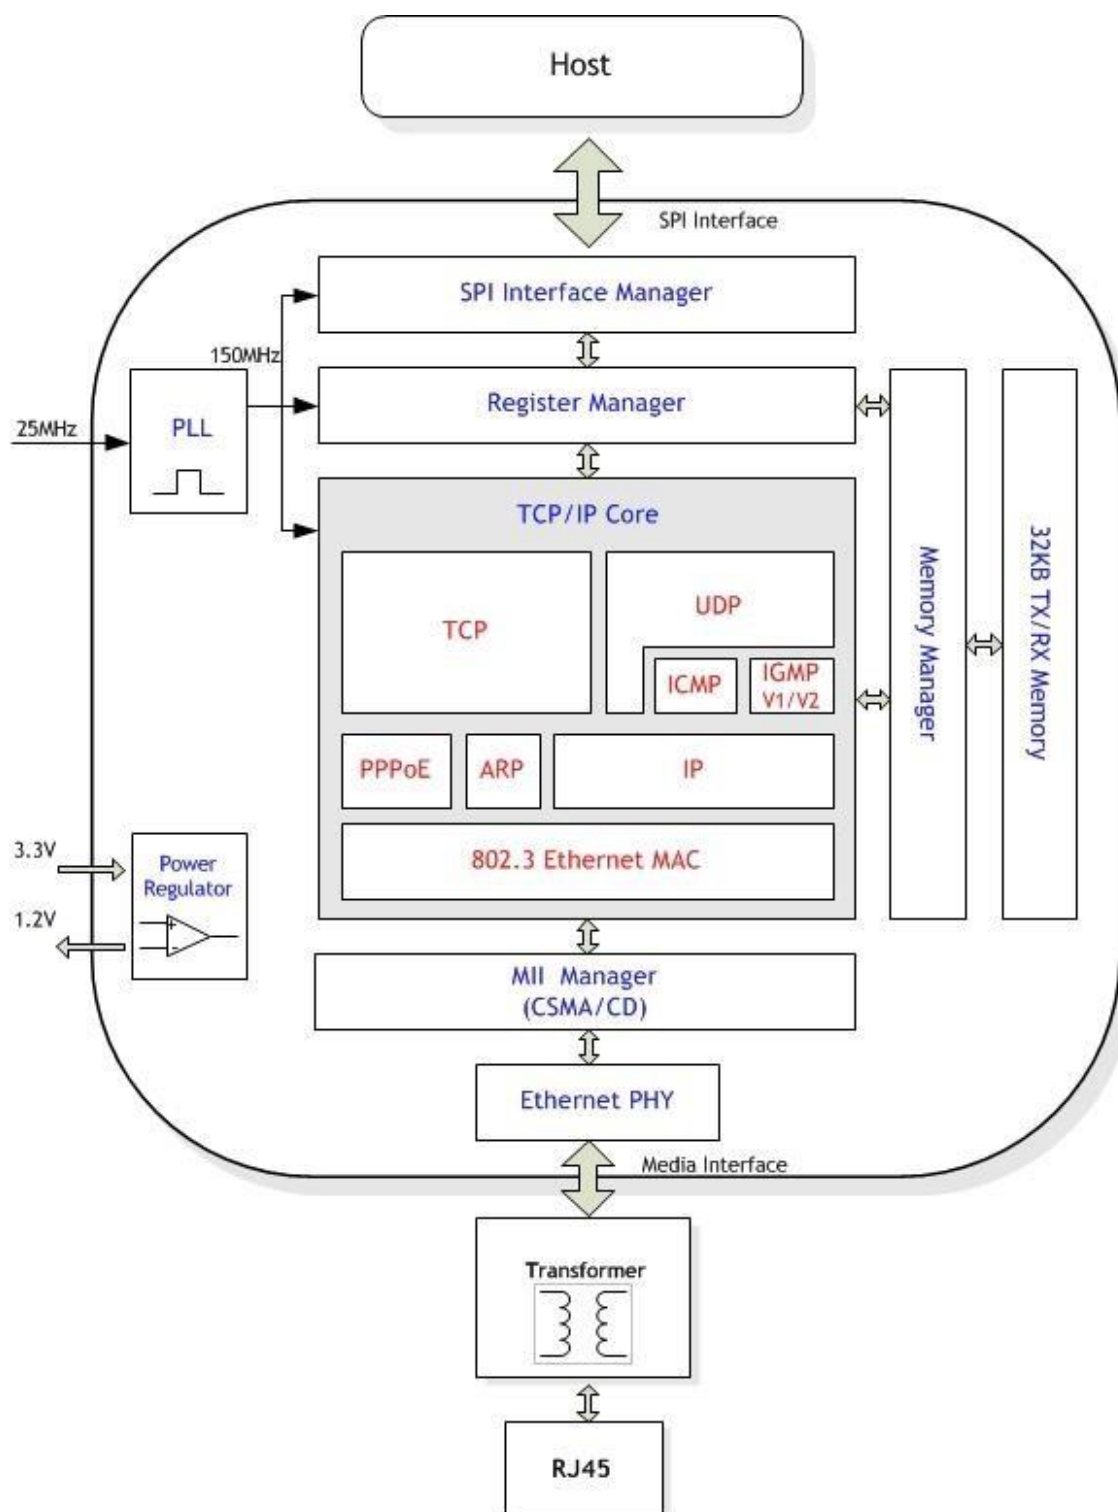 Host
SPI Interface
SPI Interface Manager
150MHz
Register Manager
25MHz
PLL
TCP/IP Core
TCP
UDP
ICMP
IGMP
V1/V2
PPPoE
ARP
IP
802.3 Ethernet MAC
Memory Manager
32KB TX/RX Memory
3.3V
1.2V
Power
Regulator
+
-
MII Manager
(CSMA/CD)
Ethernet PHY
Media Interface
Transformer
RJ45